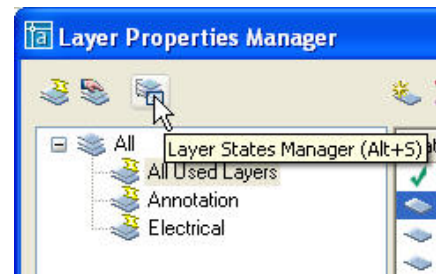 Layer Properties Manager
Layer States Manager (Alt+S)
All
All Used Layers
Annotation
Electrical